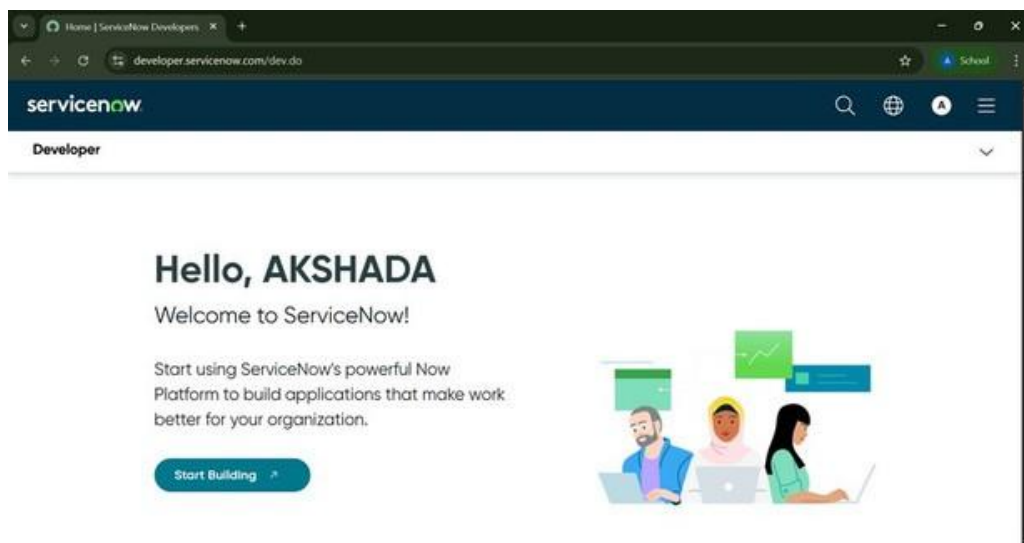 Home | ServiceNow Developers
developer.servicenow.com/dev.do
A School
servicenow
A
Developer
Hello, AKSHADA
Welcome to ServiceNow!
Start using ServiceNow's powerful Now
Platform to build applications that make work
better for your organization.
Start Building